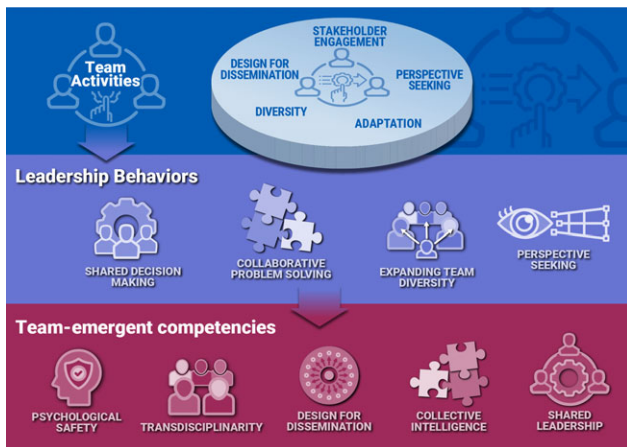 Team
Activities
STAKEHOLDER
ENGAGEMENT
DESIGN FOR
DISSEMINATION
PERSPECTIVE
SEEKING
DIVERSITY
ADAPTATION
Leadership Behaviors
SHARED DECISION
MAKING
COLLABORATIVE
PROBLEM SOLVING
EXPANDING TEAM
DIVERSITY
PERSPECTIVE
SEEKING
Team-emergent competencies
PSYCHOLOGICAL
SAFETY
TRANSDISCIPLINARITY
DESIGN FOR
DISSEMINATION
COLLECTIVE
INTELLIGENCE
SHARED
LEADERSHIP